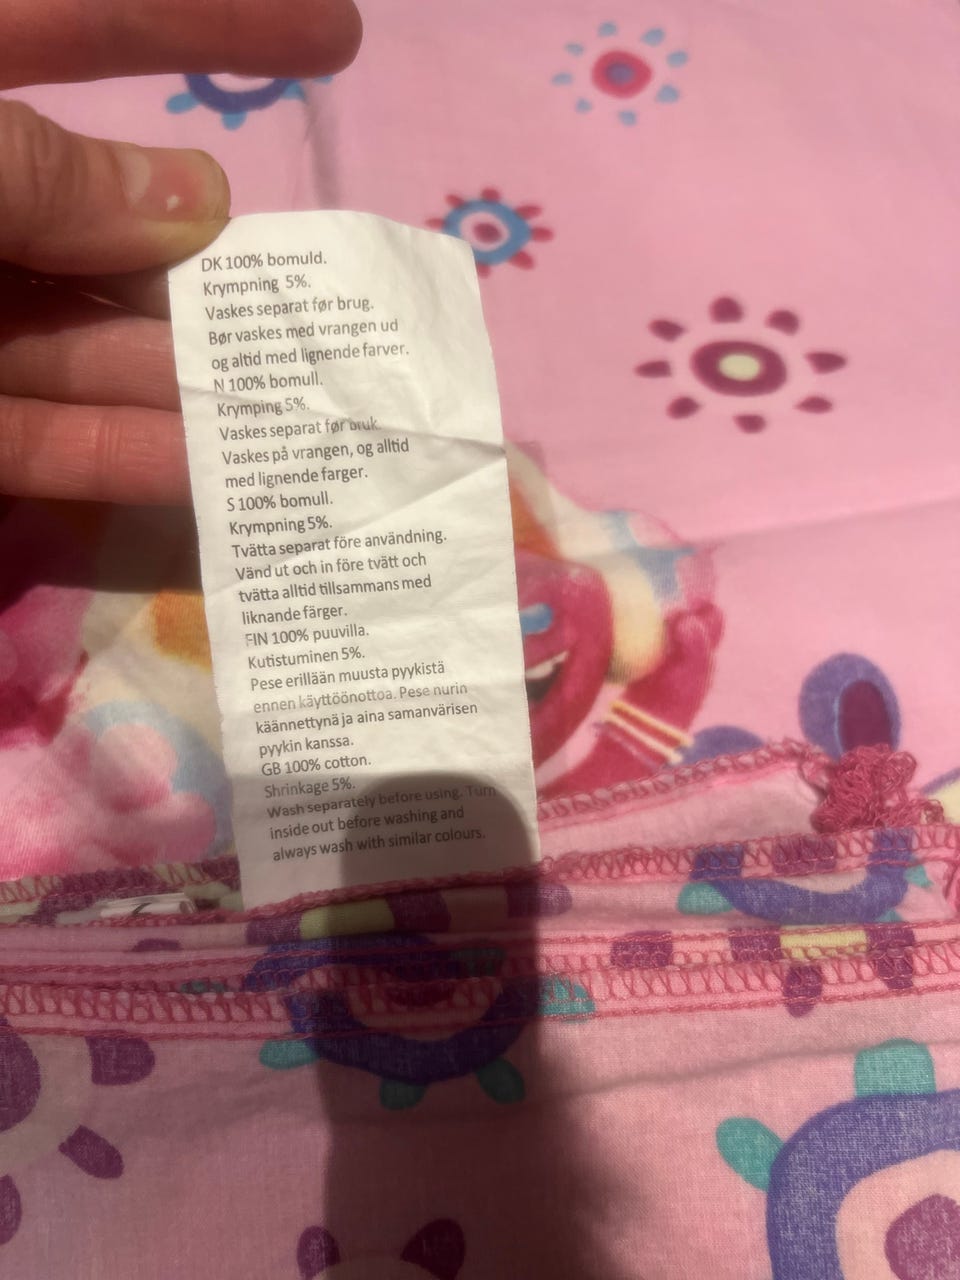 DK 100% bomuld.
Krympning 5%.
Vaskes separat før brug.
Bør vaskes med vrangen ud
og altid med lignende farver.
N 100% bomull.
Krymping 5%.
Vaskes separat før bruk.
Vaskes på vrangen, og alltid
med lignende farger.
S 100% bomull.
Krympning 5%.
Tvätta separat före användning.
Vänd ut och in före tvätt och
tvätta alltid tillsammans med
liknande färger.
FIN 100% puuvilla.
Kutistuminen 5%.
Pese erillään muusta pyykistä
ennen käyttöönottoa. Pese nurin
käännettynä ja aina samanvärisen
pyykin kanssa.
GB 100% cotton.
Shrinkage 5%.
Wash separately before using. Turn
inside out before washing and
always wash with similar colours.